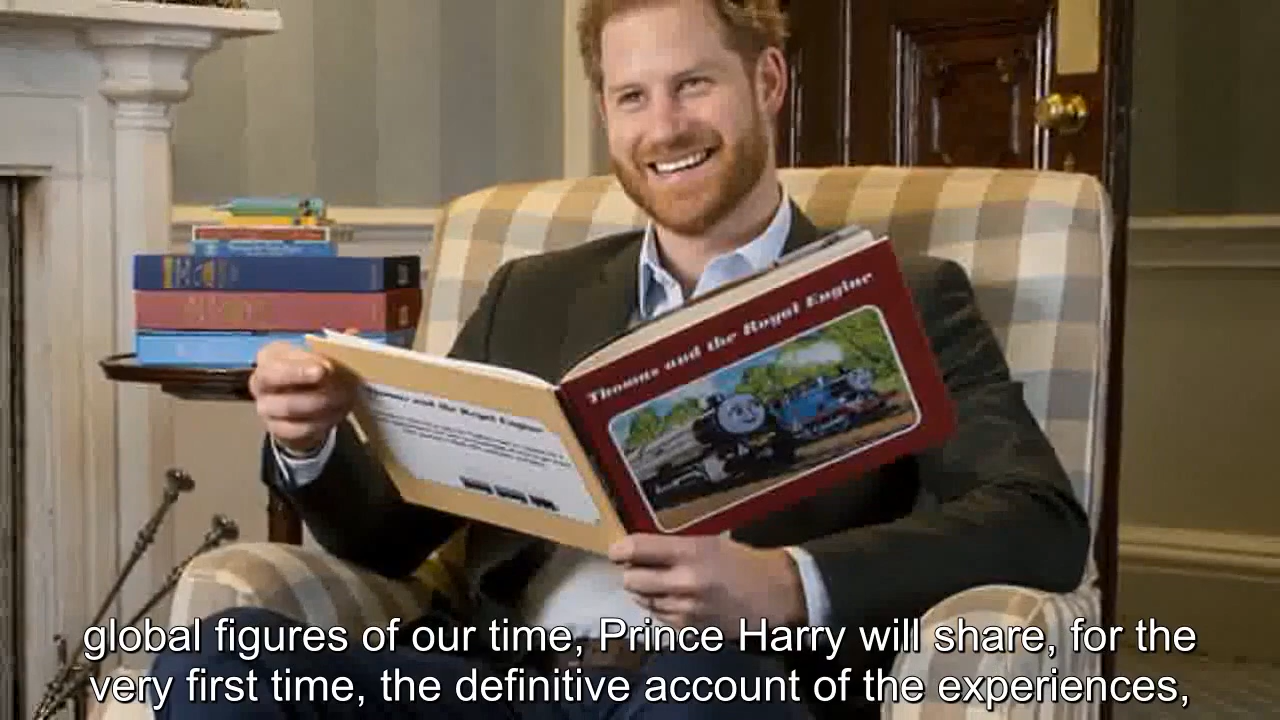 Thomas and the Royal Engine
and the Royal Engine
global figures of our time, Prince Harry will share, for the
very first time, the definitive account of the experiences,